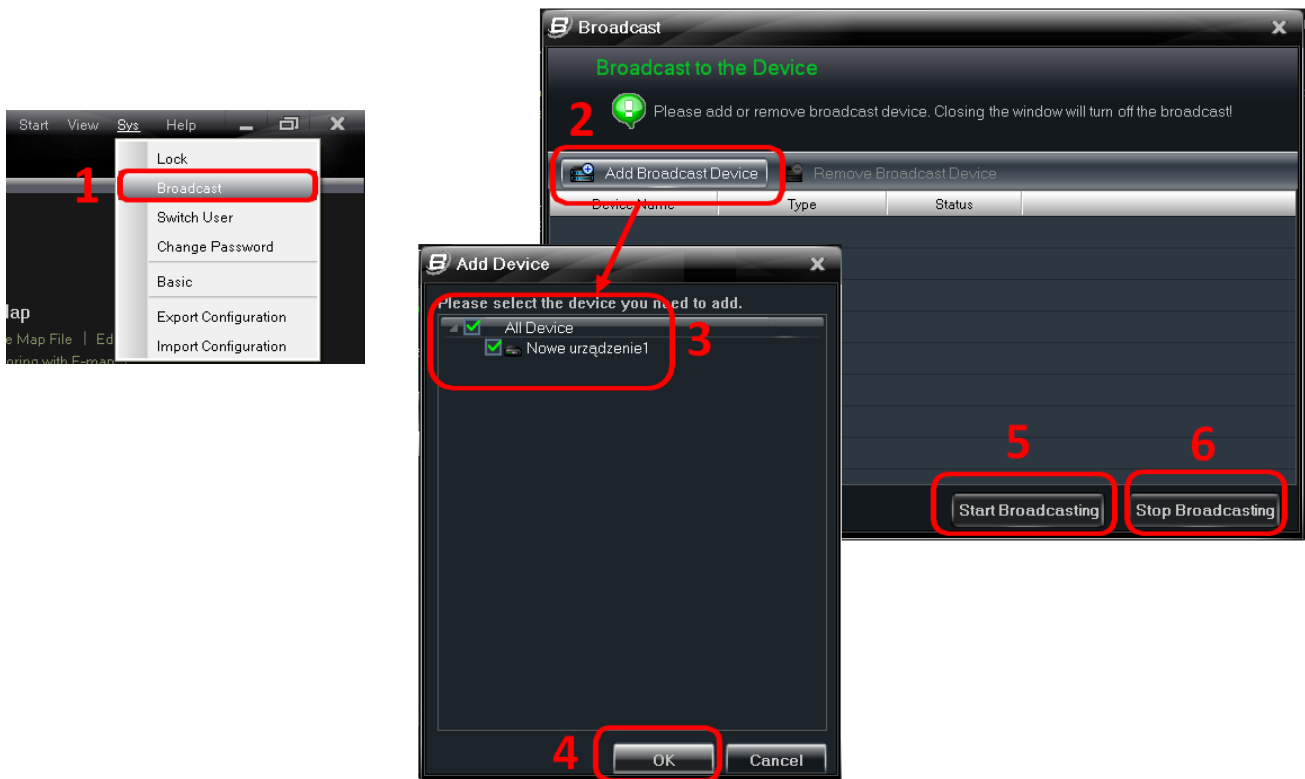 Start View Sys Help
Lock
1
Broadcast
Switch User
Change Password
Basic
Export Configuration
Import Configuration
Map File | Ed
Broadcast
Broadcast to the Device
2
Please add or remove broadcast device. Closing the window will turn off the broadcast!
Add Broadcast Device
Remove Broadcast Device
Device Name Type Status
Add Device
Please select the device you need to add.
All Device
3
Nowe urządzenie1
5 6
Start Broadcasting Stop Broadcasting
4
OK Cancel